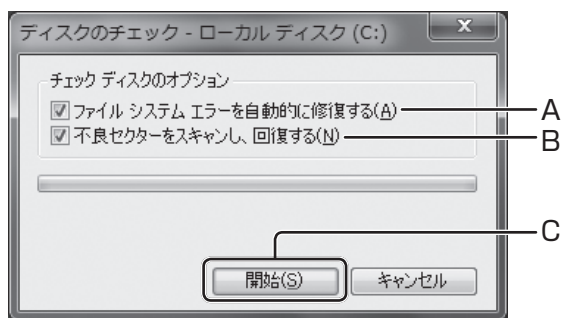 ディスクのチェック - ローカル ディスク (C:)
チェック ディスクのオプション
ファイル システム エラーを自動的に修復する(A)
A
不良セクターをスキャンし、回復する(N)
B
C
開始(S)
キャンセル